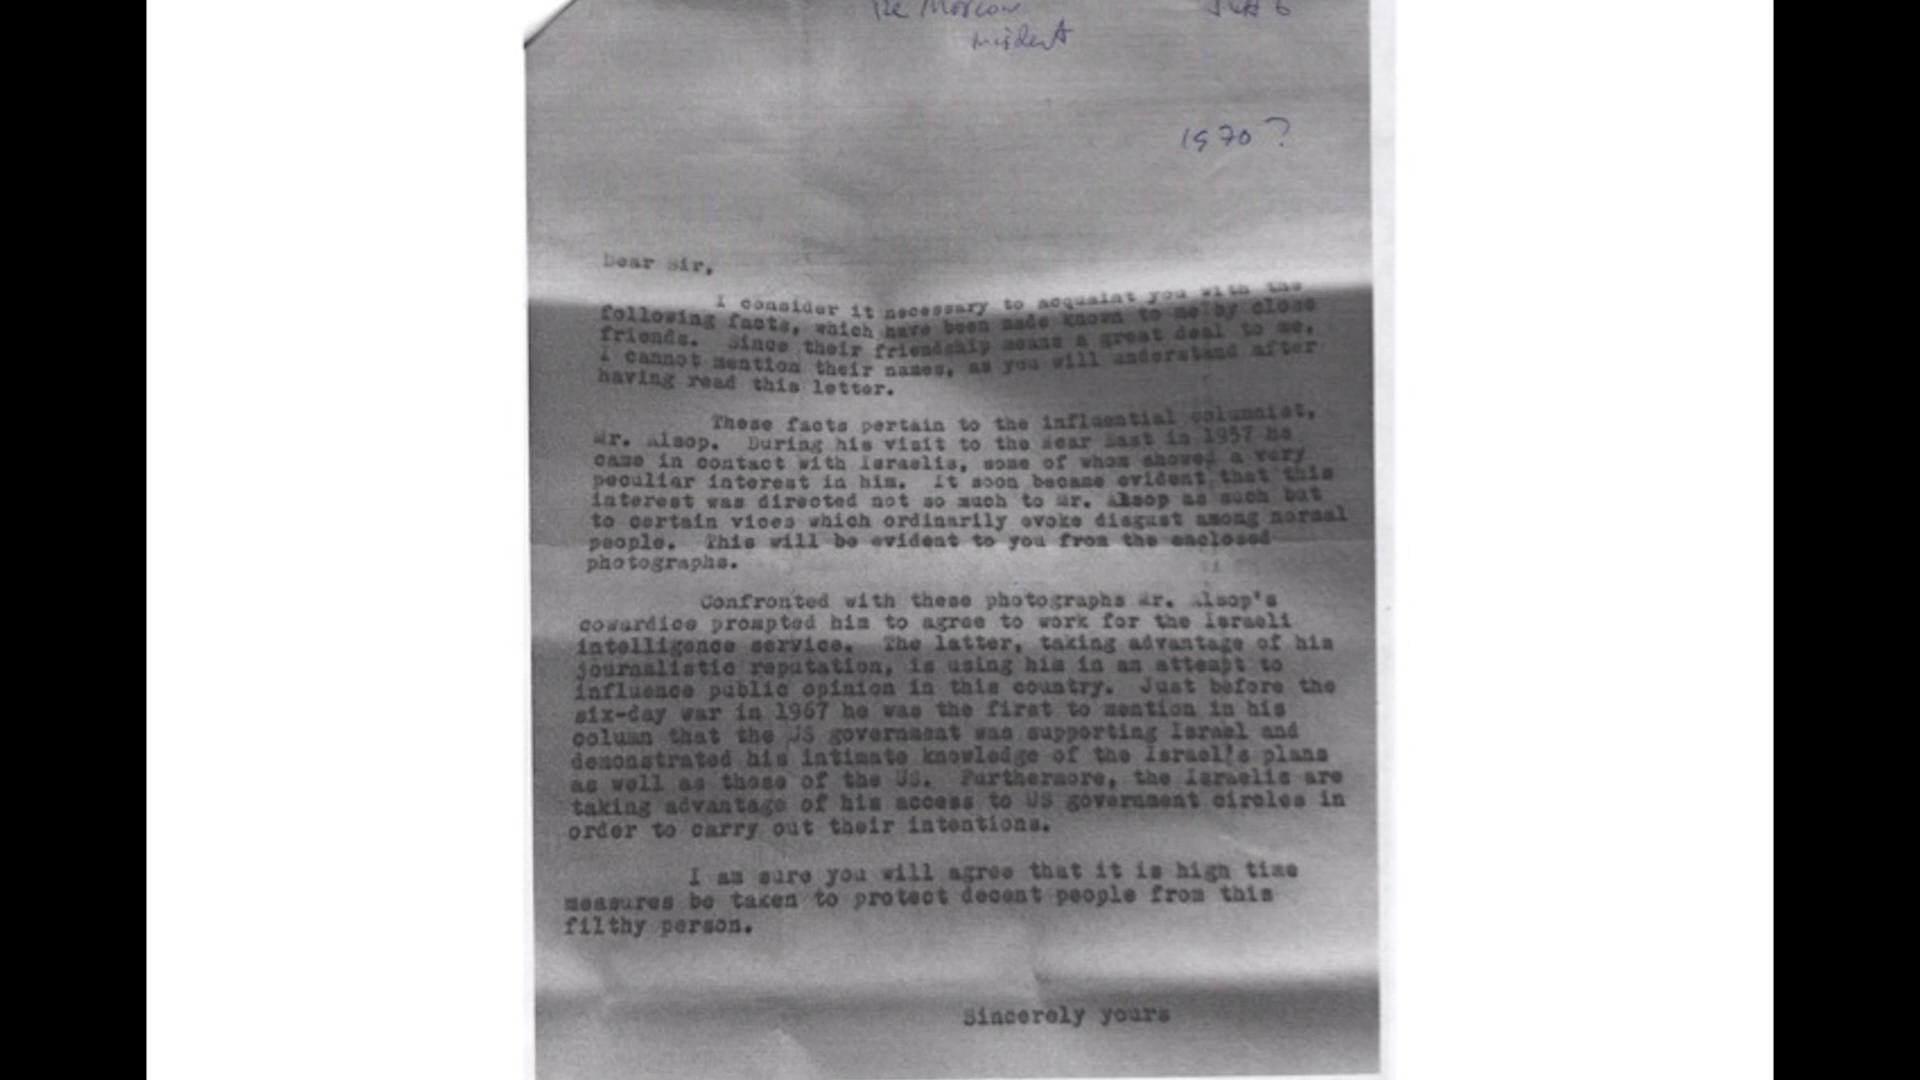 Re Moscow
incident
1970?
Dear Sir,
I consider it necessary to acquaint you with the
following facts, which have been made known to me by close
friends. Since their friendship means a great deal to me,
I cannot mention their names, as you will understand after
having read this letter.
These facts pertain to the influential columnist,
Mr. Alsop. During his visit to the Near East in 1957 he
came in contact with Israelis, some of whom showed a very
peculiar interest in him. It soon became evident that this
interest was directed not so much to Mr. Alsop as such but
to certain vices which ordinarily evoke disgust among normal
people. This will be evident to you from the enclosed
photographs.
Confronted with these photographs Mr. Alsop's
cowardice prompted him to agree to work for the Israeli
intelligence service. The latter, taking advantage of his
journalistic reputation, is using him in an attempt to
influence public opinion in this country. Just before the
six-day war in 1967 he was the first to mention in his
column that the US government was supporting Israel and
demonstrated his intimate knowledge of the Israel's plans
as well as those of the US. Furthermore, the Israelis are
taking advantage of his access to US government circles in
order to carry out their intentions.
I am sure you will agree that it is high time
measures be taken to protect decent people from this
filthy person.
Sincerely yours